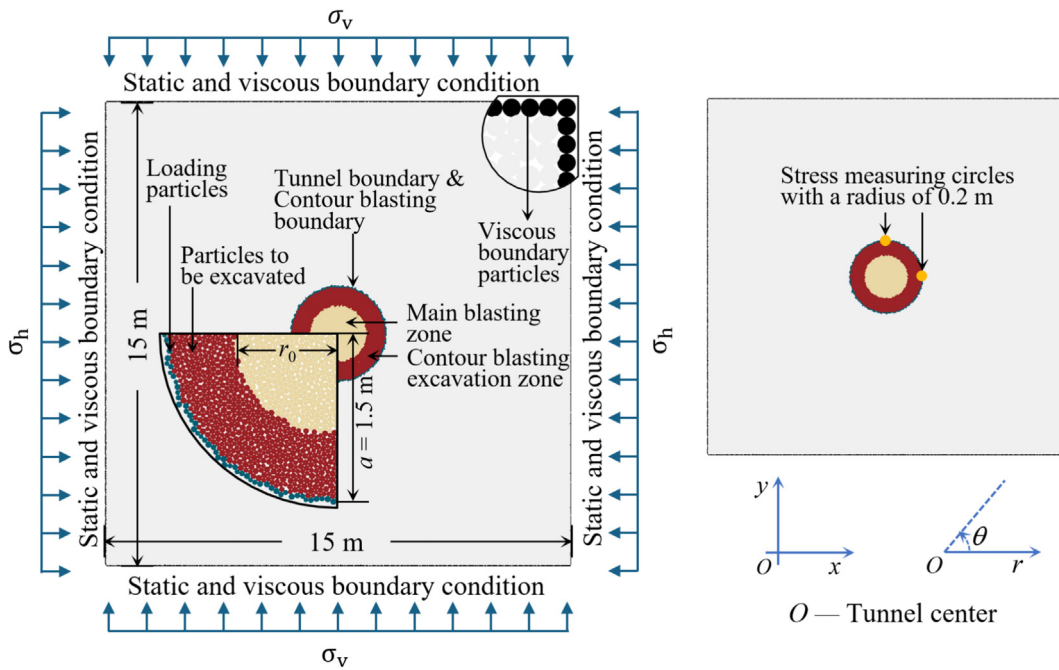 σv
Static and viscous boundary condition
Loading
particles
Tunnel boundary &
Contour blasting
boundary
Viscous
boundary
particles
Particles to
be excavated
Main blasting
zone
Contour blasting
excavation zone
r0
a = 1.5 m
15 m
15 m
σh
Static and viscous boundary condition
Static and viscous boundary condition
σh
Static and viscous boundary condition
σv
Stress measuring circles
with a radius of 0.2 m
y
O
x
θ
O
r
O — Tunnel center